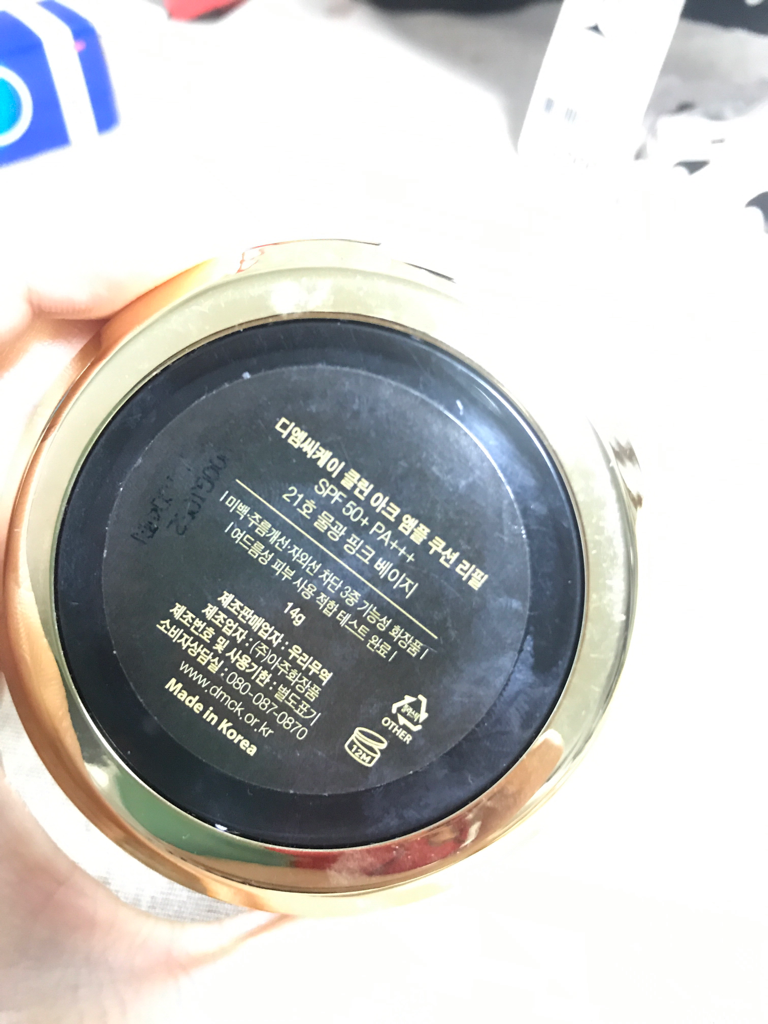 디엠씨케이 클린 아크 앰플 쿠션 리필
SPF 50+ PA+++
21호 물광 핑크 베이지
| 미백·주름개선·자외선 차단 3중 기능성 화장품 |
| 여드름성 피부 사용 적합 테스트 완료 |
14g
제조판매업자 : 우리무역
제조업자 : (주)아주화장품
제조번호 및 사용기한 : 별도표기
소비자상담실 : 080-087-0870
www.dmck.or.kr
Made in Korea
OTHER
12M